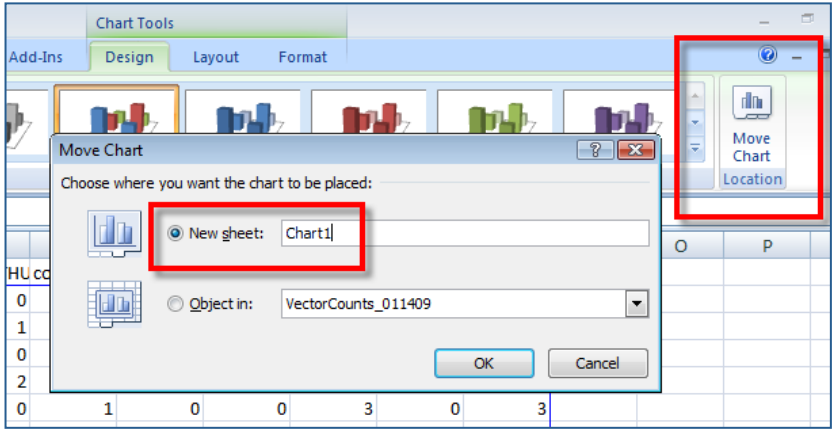 Chart Tools
Add-Ins Design Layout Format
Move Chart
Location
Move Chart ?
Choose where you want the chart to be placed:
New sheet: Chart1
Object in: VectorCounts_011409
OK Cancel
O P
0
1
0
2
0 1 0 0 3 0 3